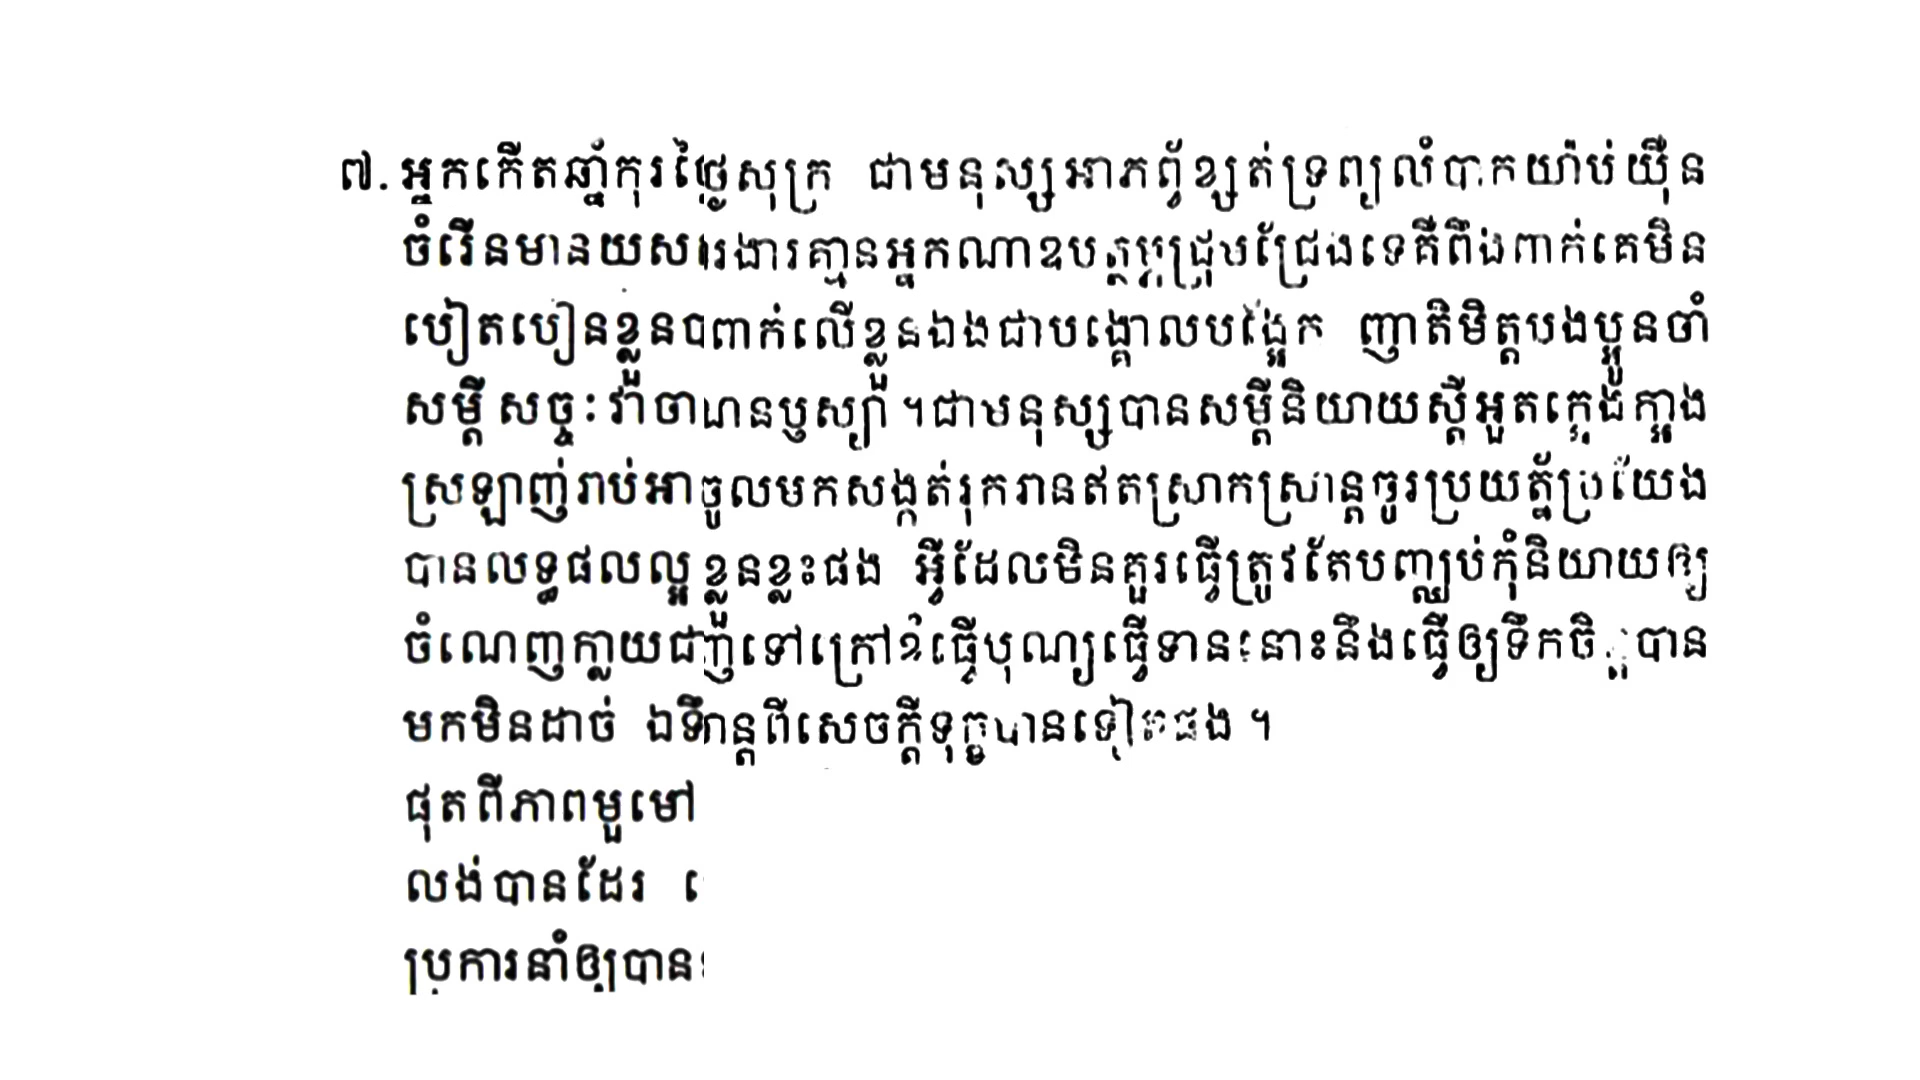 ៧. អ្នកកើតឆ្នាំកុរថ្ងៃសុក្រ ជាមនុស្សអាភព្វ័ខ្សត់ទ្រព្យលំបាកយ៉ាប់យ៉ឺន
ចំរើនមានយស រងារគ្មានអ្នកណាឧបត្ថម្ភជ្រុមជ្រែងទេគឺពឹងពាក់គេមិន
បៀតបៀនខ្លួន ពាក់លើខ្លួនឯងជាបង្គោលបង្អែក ញាតិមិត្តបងប្អូនចាំ
សម្តី សច្ចៈ វាចា ឈ្នះនប្ញស្យា ។ជាមនុស្សបានសម្តីនិយាយស្តីអួតក្អេងក្អាង
ស្រឡាញ់រាប់អា ចូលមកសង្កត់រុករានឥតស្រាកស្រាន្តចូរប្រយត្ន័ប្រយែង
បានលទ្ធផលល្អ ខ្លួនខ្លះផង អ្វីដែលមិនគួរធ្វើត្រូវតែបញ្ឈប់កុំនិយាយឲ្យ
ចំណេញក្លាយជា ញទៅក្រៅ ធ្វើបុណ្យធ្វើទាន នោះនឹងធ្វើឲ្យទឹកចិត្តបាន
មកមិនដាច់ ឯទឹ ាន្តពីសេចក្តីទុក្ខបានទៀតផង ។
ផុតពីភាពមួមៅ
លង់បានដែរ
ប្រការនាំឲ្យបាន